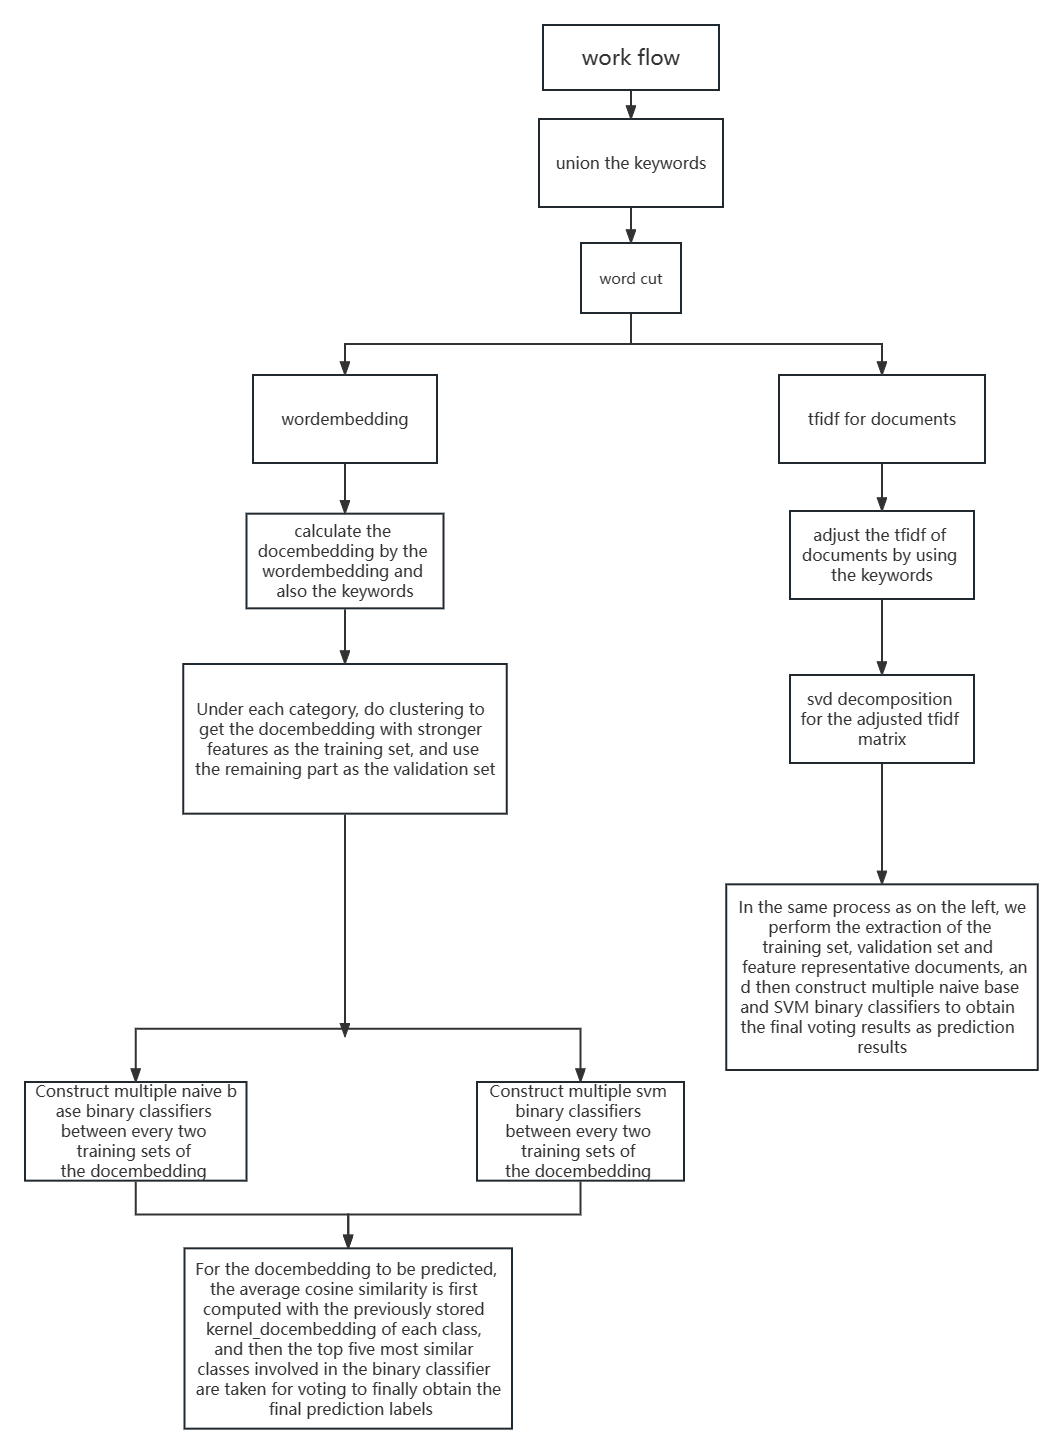 work flow
union the keywords
word cut
wordembedding
tfidf for documents
calculate the
docembedding by the
wordembedding and
also the keywords
adjust the tfidf of
documents by using
the keywords
Under each category, do clustering to
get the docembedding with stronger
features as the training set, and use
the remaining part as the validation set
svd decomposition
for the adjusted tfidf
matrix
In the same process as on the left, we
perform the extraction of the
training set, validation set and
feature representative documents, an
d then construct multiple naive base
and SVM binary classifiers to obtain
the final voting results as prediction
results
Construct multiple naive b
ase binary classifiers
between every two
training sets of
the docembedding
Construct multiple svm
binary classifiers
between every two
training sets of
the docembedding
For the docembedding to be predicted,
the average cosine similarity is first
computed with the previously stored
kernel_docembedding of each class,
and then the top five most similar
classes involved in the binary classifier
are taken for voting to finally obtain the
final prediction labels